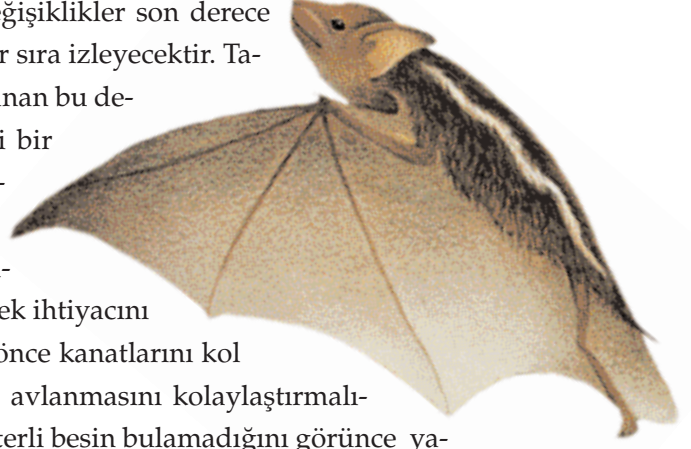 eğişiklikler son derece
r sıra izleyecektir. Ta-
nan bu de-
i bir
-
-
ek ihtiyacını
önce kanatlarını kol
avlanmasını kolaylaştırmalı-
terli besin bulamadığını görünce ya-